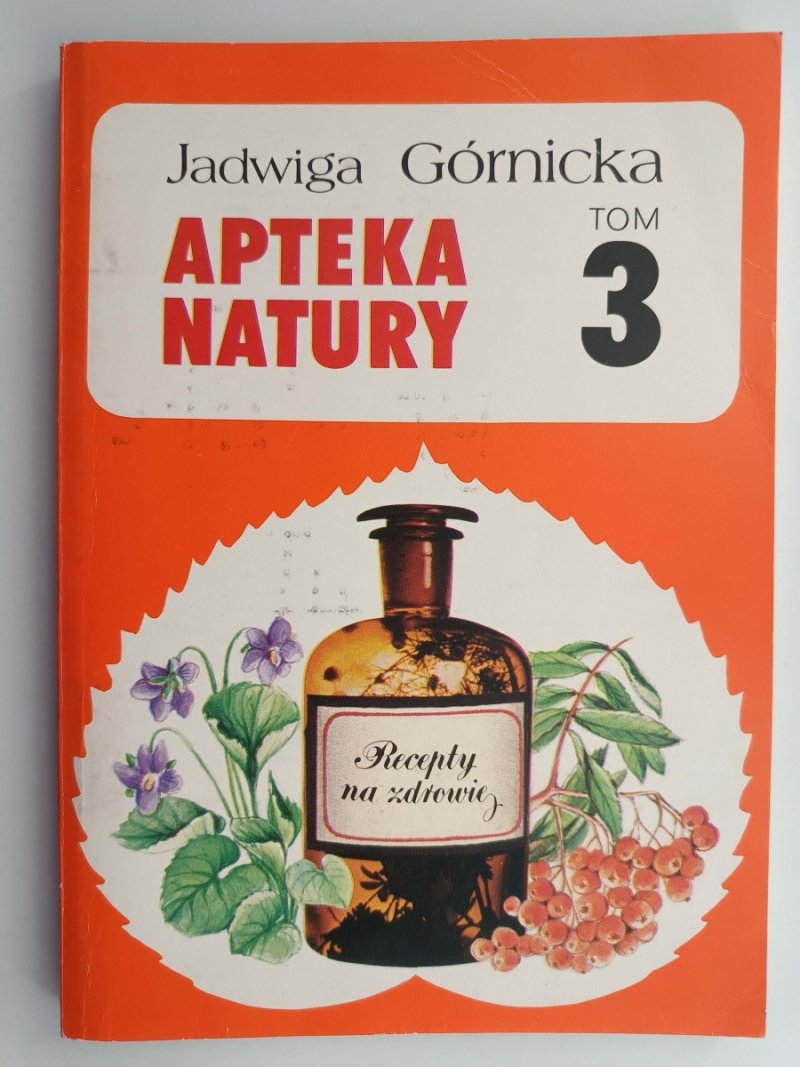 Jadwiga Górnicka
APTEKA
NATURY
TOM
3
Recepty
na zdrowie